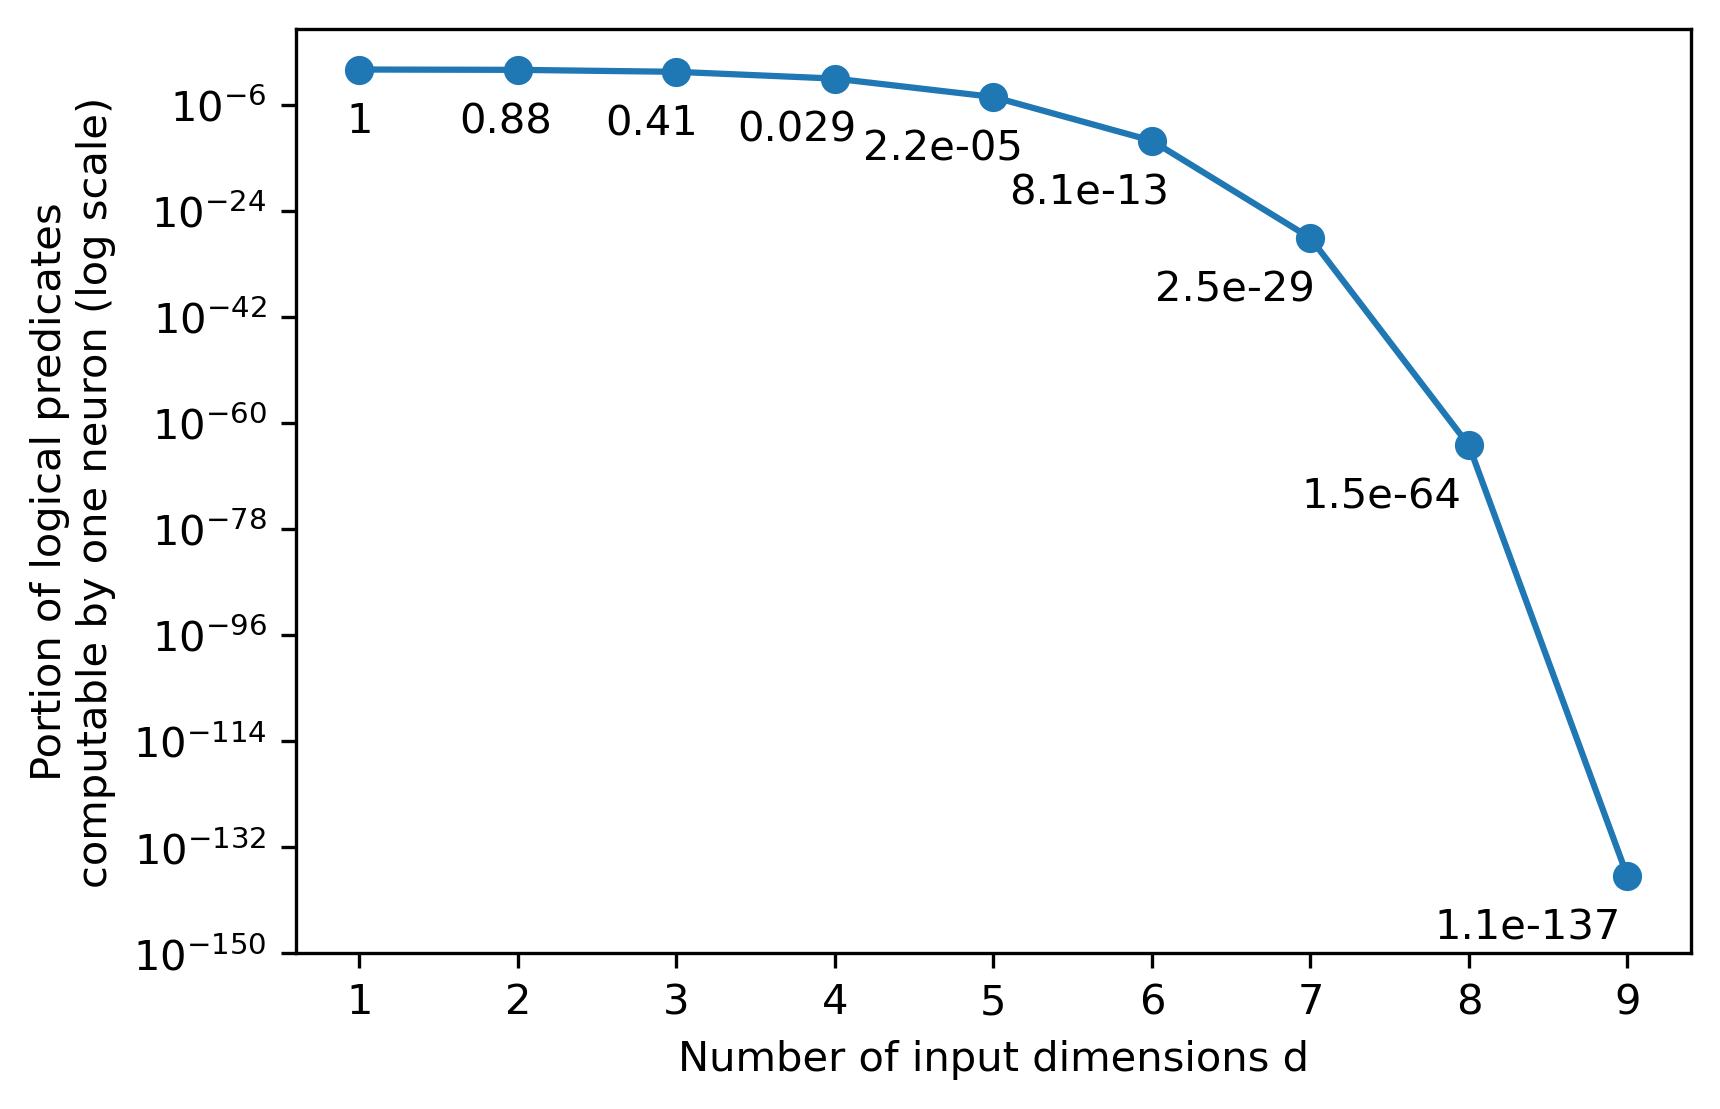 Portion of logical predicates
computable by one neuron (log scale)
10⁻⁶
10⁻²⁴
10⁻⁴²
10⁻⁶⁰
10⁻⁷⁸
10⁻⁹⁶
10⁻¹¹⁴
10⁻¹³²
10⁻¹⁵⁰
1
0.88
0.41
0.029
2.2e-05
8.1e-13
2.5e-29
1.5e-64
1.1e-137
1 2 3 4 5 6 7 8 9
Number of input dimensions d